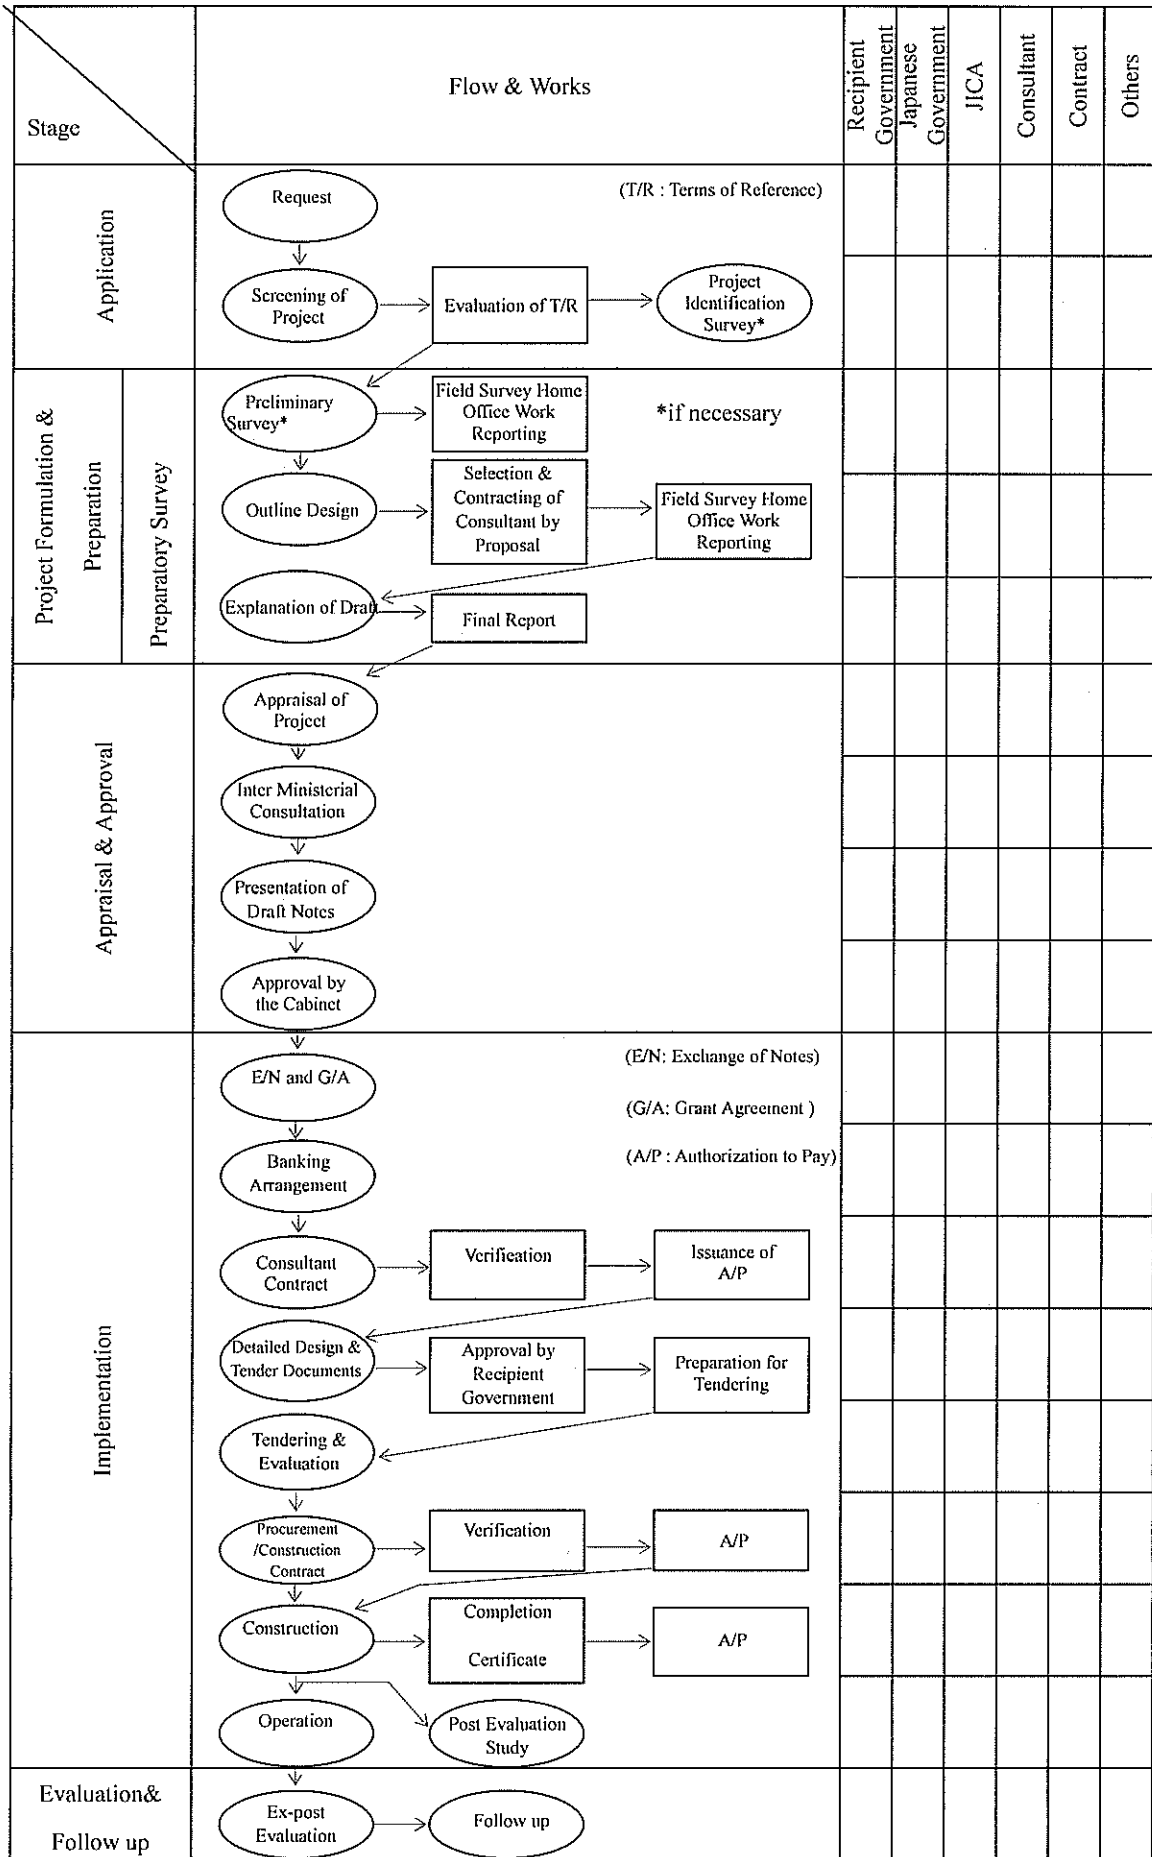 Stage
Flow & Works
Recipient
Government
Japanese
Government
JICA
Consultant
Contract
Others
Application
Request
(T/R : Terms of Reference)
Screening of
Project
Evaluation of T/R
Project
Identification
Survey*
Project Formulation &
Preparation
Preparatory Survey
Preliminary
Survey*
Field Survey Home
Office Work
Reporting
*if necessary
Outline Design
Selection &
Contracting of
Consultant by
Proposal
Field Survey Home
Office Work
Reporting
Explanation of Draft
Final Report
Appraisal & Approval
Appraisal of
Project
Inter Ministerial
Consultation
Presentation of
Draft Notes
Approval by
the Cabinet
Implementation
E/N and G/A
(E/N: Exchange of Notes)
(G/A: Grant Agreement )
(A/P : Authorization to Pay)
Banking
Arrangement
Consultant
Contract
Verification
Issuance of
A/P
Detailed Design &
Tender Documents
Approval by
Recipient
Government
Preparation for
Tendering
Tendering &
Evaluation
Procurement
/Construction
Contract
Verification
A/P
Construction
Completion
Certificate
A/P
Operation
Post Evaluation
Study
Evaluation&
Follow up
Ex-post
Evaluation
Follow up